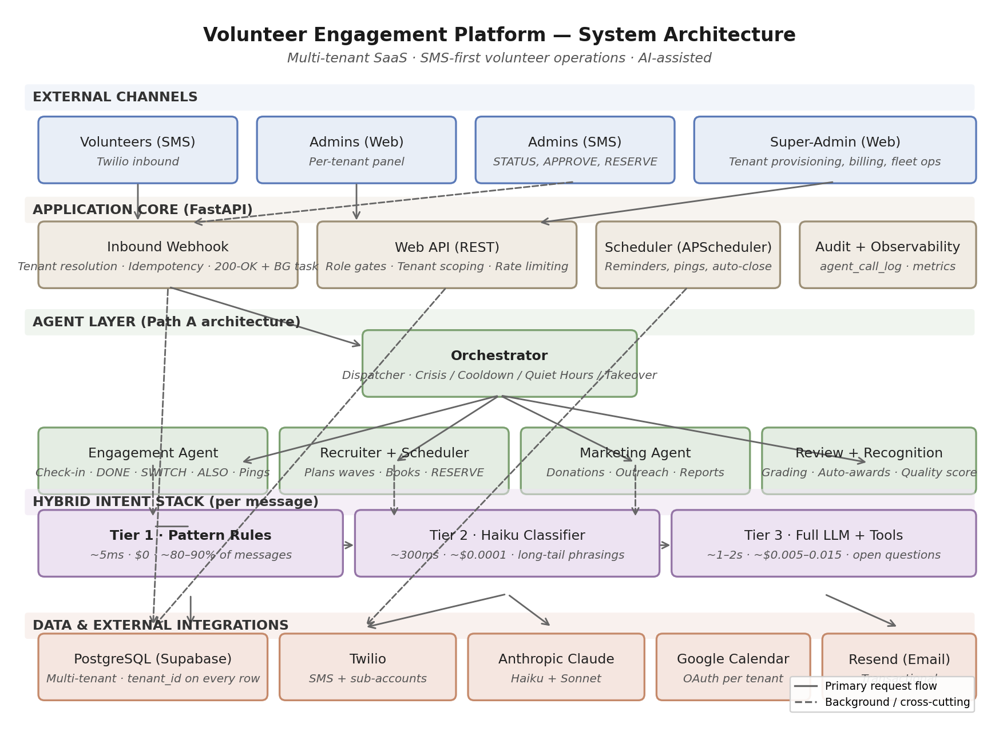 Volunteer Engagement Platform — System Architecture
Multi-tenant SaaS · SMS-first volunteer operations · AI-assisted
EXTERNAL CHANNELS
Volunteers (SMS)
Twilio inbound
Admins (Web)
Per-tenant panel
Admins (SMS)
STATUS, APPROVE, RESERVE
Super-Admin (Web)
Tenant provisioning, billing, fleet ops
APPLICATION CORE (FastAPI)
Inbound Webhook
Tenant resolution · Idempotency · 200-OK + BG task
Web API (REST)
Role gates · Tenant scoping · Rate limiting
Scheduler (APScheduler)
Reminders, pings, auto-close
Audit + Observability
agent_call_log · metrics
AGENT LAYER (Path A architecture)
Orchestrator
Dispatcher · Crisis / Cooldown / Quiet Hours / Takeover
Engagement Agent
Check-in · DONE · SWITCH · ALSO · Pings
Recruiter + Scheduler
Plans waves · Books · RESERVE
Marketing Agent
Donations · Outreach · Reports
Review + Recognition
Grading · Auto-awards · Quality score
HYBRID INTENT STACK (per message)
Tier 1 · Pattern Rules
~5ms · $0 · ~80–90% of messages
Tier 2 · Haiku Classifier
~300ms · ~$0.0001 · long-tail phrasings
Tier 3 · Full LLM + Tools
~1–2s · ~$0.005–0.015 · open questions
DATA & EXTERNAL INTEGRATIONS
PostgreSQL (Supabase)
Multi-tenant · tenant_id on every row
Twilio
SMS + sub-accounts
Anthropic Claude
Haiku + Sonnet
Google Calendar
OAuth per tenant
Resend (Email)
Transactional
Primary request flow
Background / cross-cutting